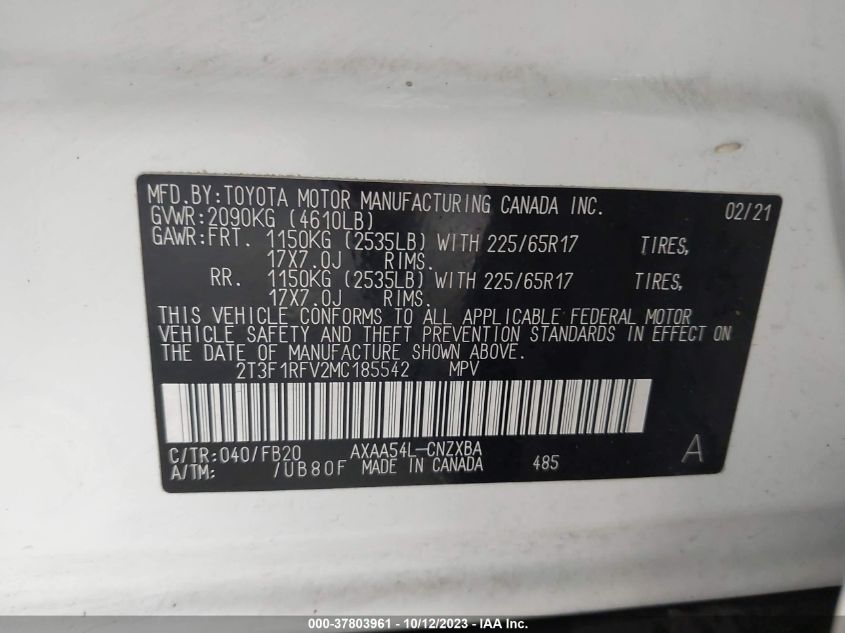 MFD.BY:TOYOTA MOTOR MANUFACTURING CANADA INC. 02/21
GVWR:2090KG (4610LB)
GAWR:FRT. 1150KG (2535LB) WITH 225/65R17 TIRES,
17X7.0J RIMS.
RR. 1150KG (2535LB) WITH 225/65R17 TIRES,
17X7.0J RIMS.
THIS VEHICLE CONFORMS TO ALL APPLICABLE FEDERAL MOTOR
VEHICLE SAFETY AND THEFT PREVENTION STANDARDS IN EFFECT ON
THE DATE OF MANUFACTURE SHOWN ABOVE.
2T3F1RFV2MC185542 MPV
C/TR:040/FB20 AXAA54L-CNZXBA A
A/TM: /UB80F MADE IN CANADA 485
000-37803961 - 10/12/2023 - IAA Inc.